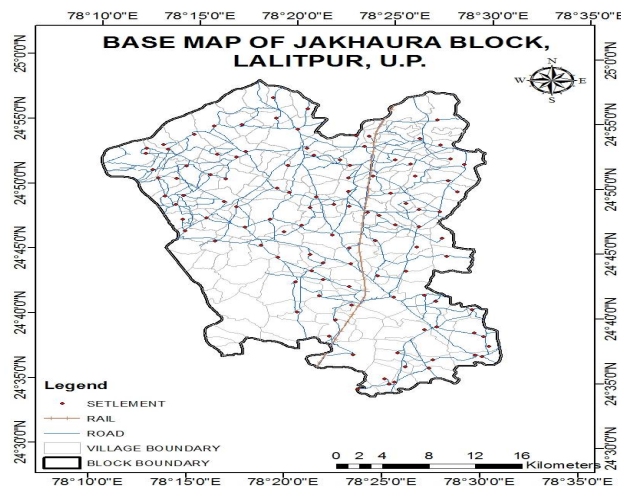 78°10'0"E 78°15'0"E 78°20'0"E 78°25'0"E 78°30'0"E 78°35'0"E
BASE MAP OF JAKHAURA BLOCK,
LALITPUR, U.P.
N
W E
S
25°0'0"N 25°0'0"N
24°55'0"N 24°55'0"N
24°50'0"N 24°50'0"N
24°45'0"N 24°45'0"N
24°40'0"N 24°40'0"N
24°35'0"N 24°35'0"N
24°30'0"N 24°30'0"N
Legend
SETLEMENT
RAIL
ROAD
VILLAGE BOUNDARY
BLOCK BOUNDARY
0 2 4 8 12 16
Kilometers
78°10'0"E 78°15'0"E 78°20'0"E 78°25'0"E 78°30'0"E 78°35'0"E